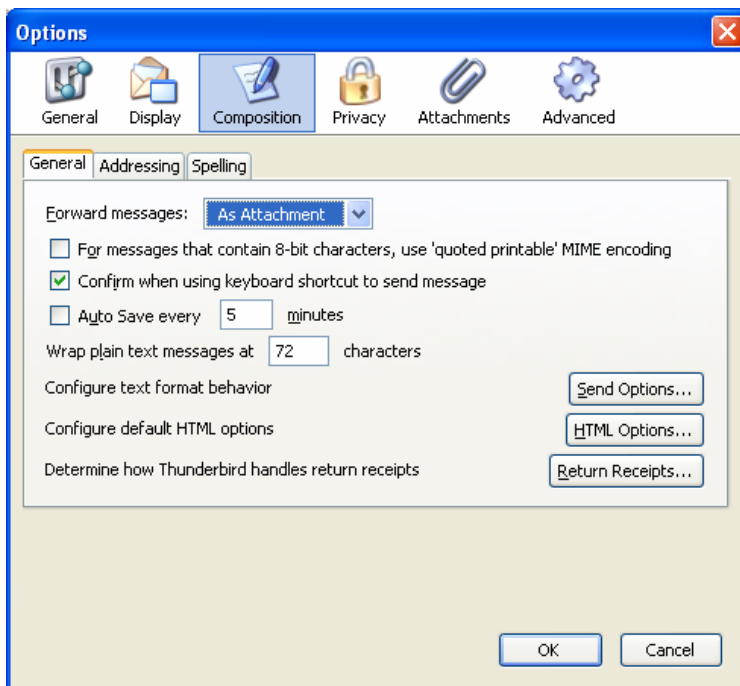 Options
General Display Composition Privacy Attachments Advanced
General Addressing Spelling
Forward messages: As Attachment
For messages that contain 8-bit characters, use 'quoted printable' MIME encoding
Confirm when using keyboard shortcut to send message
Auto Save every 5 minutes
Wrap plain text messages at 72 characters
Configure text format behavior Send Options...
Configure default HTML options HTML Options...
Determine how Thunderbird handles return receipts Return Receipts...
OK Cancel